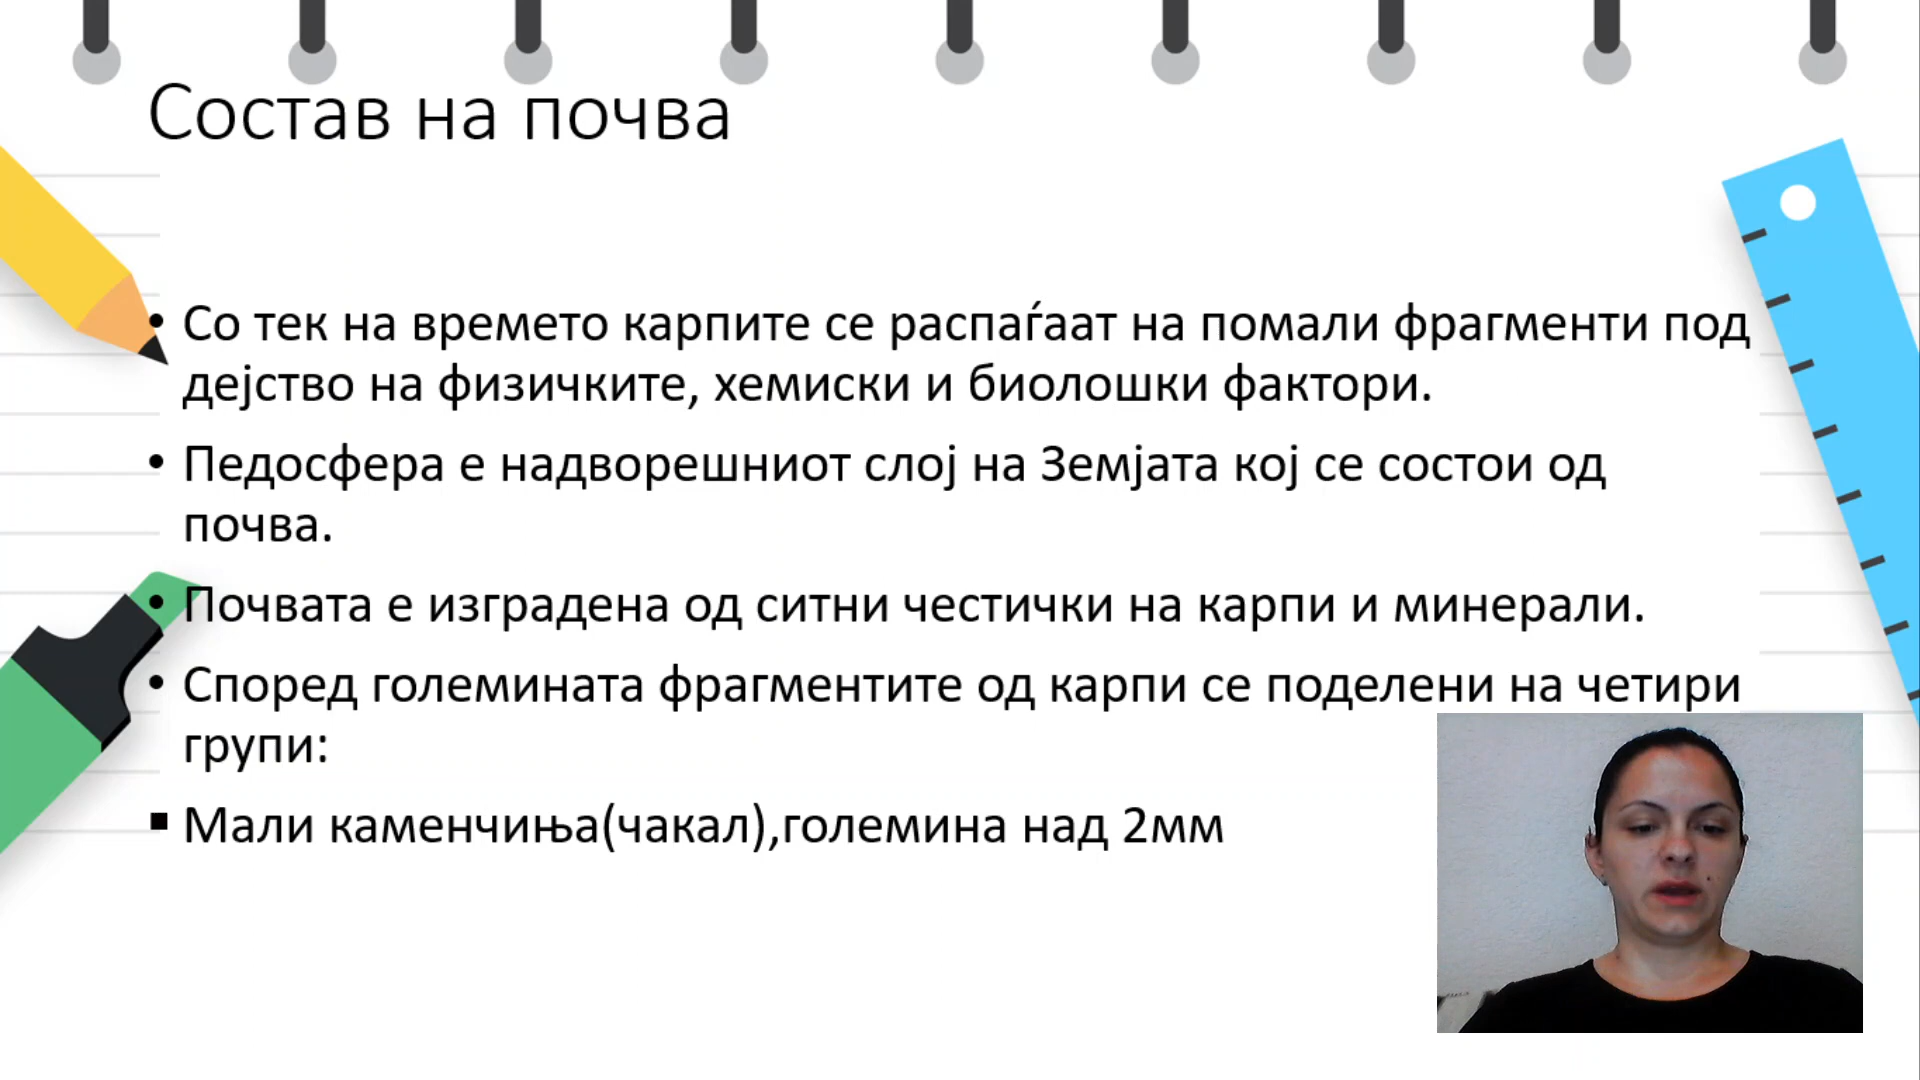 Состав на почва
• Со тек на времето карпите се распаѓаат на помали фрагменти под
дејство на физичките, хемиски и биолошки фактори.
• Педосфера е надворешниот слој на Земјата кој се состои од
почва.
• Почвата е изградена од ситни честички на карпи и минерали.
• Според големината фрагментите од карпи се поделени на четири
групи:
▪ Мали каменчиња(чакал),големина над 2мм